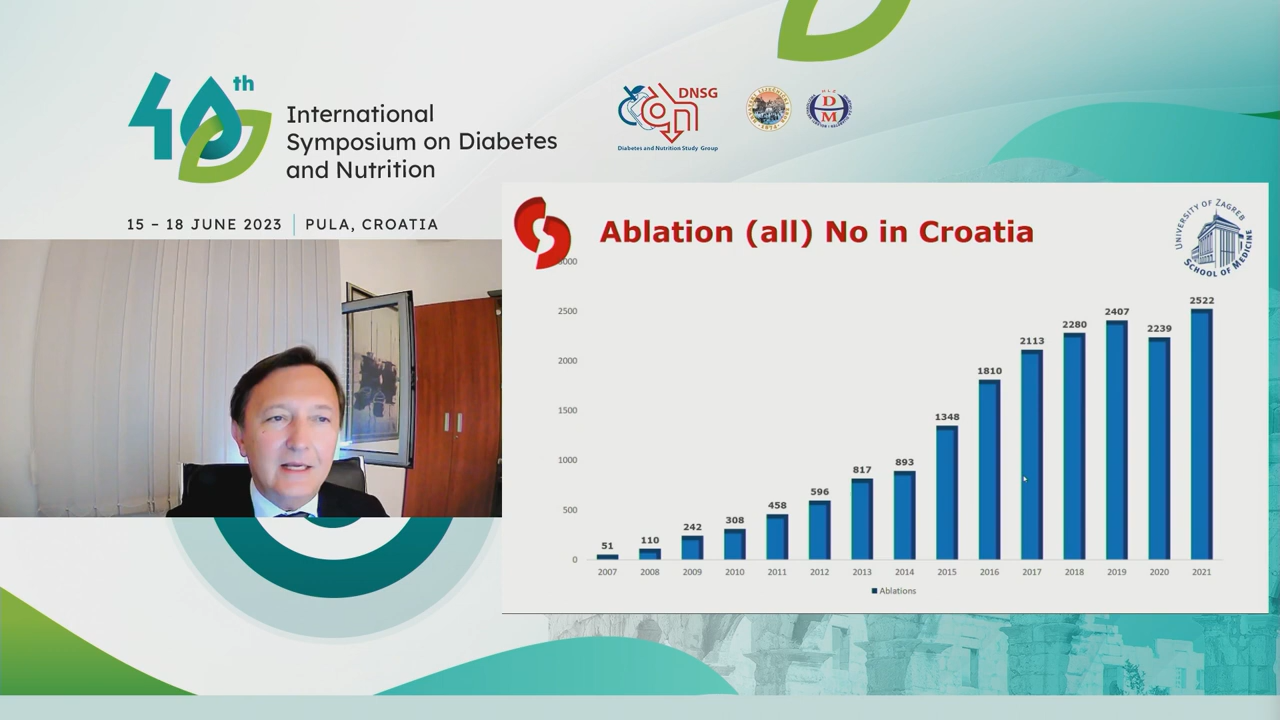 40th
International
Symposium on Diabetes
and Nutrition
15 – 18 JUNE 2023 | PULA, CROATIA
DNSG
Diabetes and Nutrition Study Group
DM
Ablation (all) No in Croatia
UNIVERSITY OF ZAGREB
SCHOOL OF MEDICINE
3000
2500
2000
1500
1000
500
0
51
110
242
308
458
596
817
893
1348
1810
2113
2280
2407
2239
2522
2007 2008 2009 2010 2011 2012 2013 2014 2015 2016 2017 2018 2019 2020 2021
Ablations